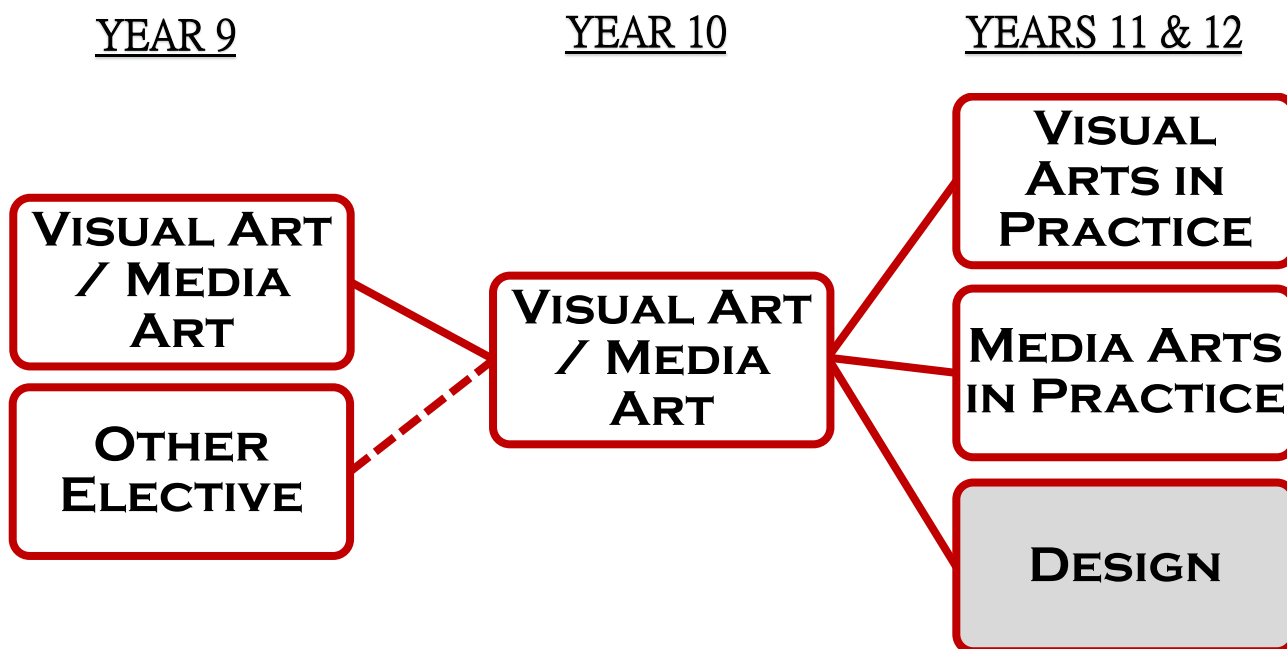 YEAR 9
YEAR 10
YEARS 11 & 12
Visual Art
/ Media
Art
Other
Elective
Visual Art
/ Media
Art
Visual
Arts in
Practice
Media Arts
in Practice
Design